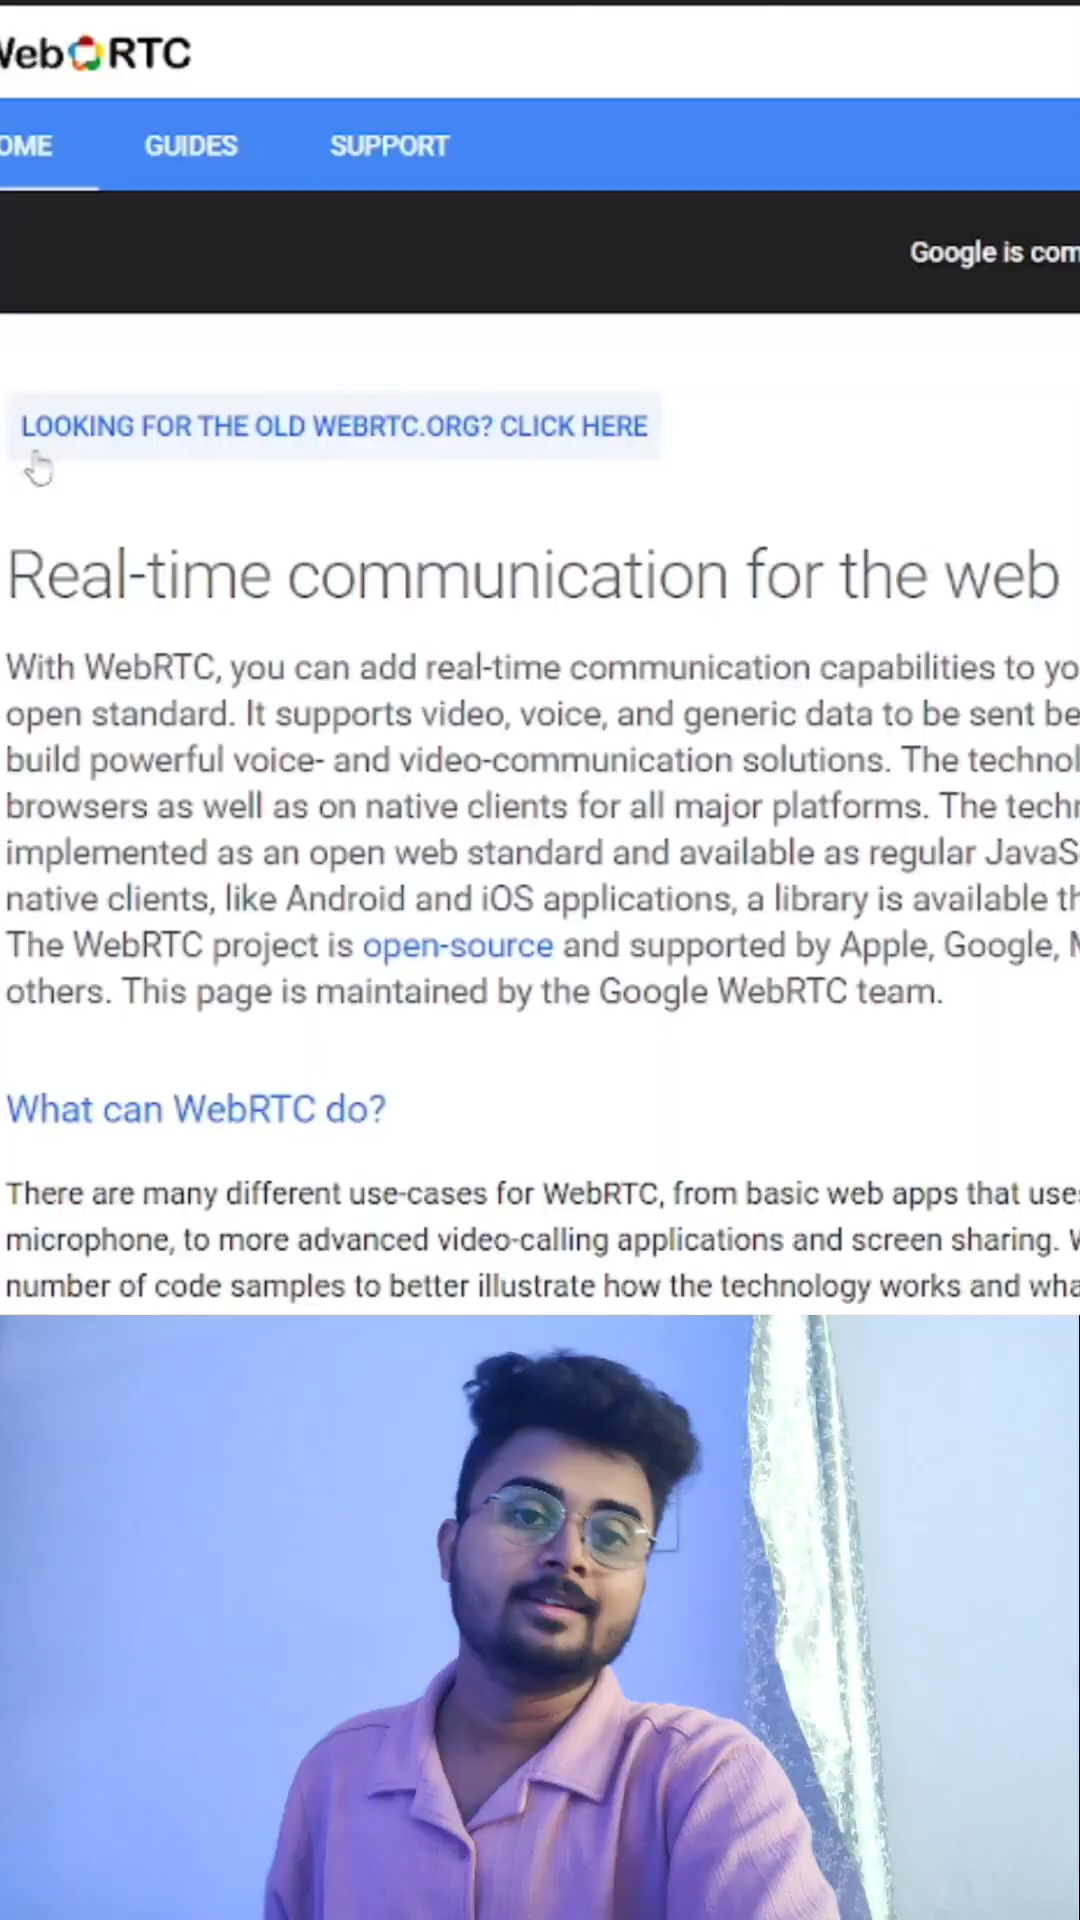 Web RTC
OME GUIDES SUPPORT
Google is com
LOOKING FOR THE OLD WEBRTC.ORG? CLICK HERE
Real-time communication for the web
With WebRTC, you can add real-time communication capabilities to yo
open standard. It supports video, voice, and generic data to be sent be
build powerful voice- and video-communication solutions. The technol
browsers as well as on native clients for all major platforms. The techn
implemented as an open web standard and available as regular JavaS
native clients, like Android and iOS applications, a library is available th
The WebRTC project is open-source and supported by Apple, Google, M
others. This page is maintained by the Google WebRTC team.
What can WebRTC do?
There are many different use-cases for WebRTC, from basic web apps that use
microphone, to more advanced video-calling applications and screen sharing. W
number of code samples to better illustrate how the technology works and wha